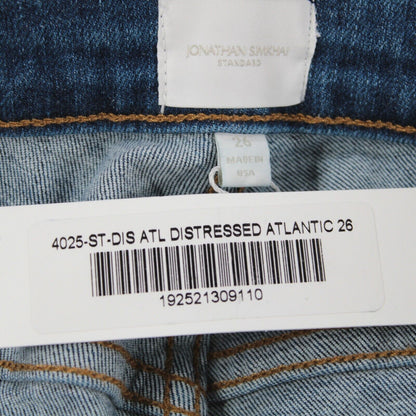 JONATHAN SIMKHAI
STANDARD
26
MADE IN
USA
4025-ST-DIS ATL DISTRESSED ATLANTIC 26
192521309110